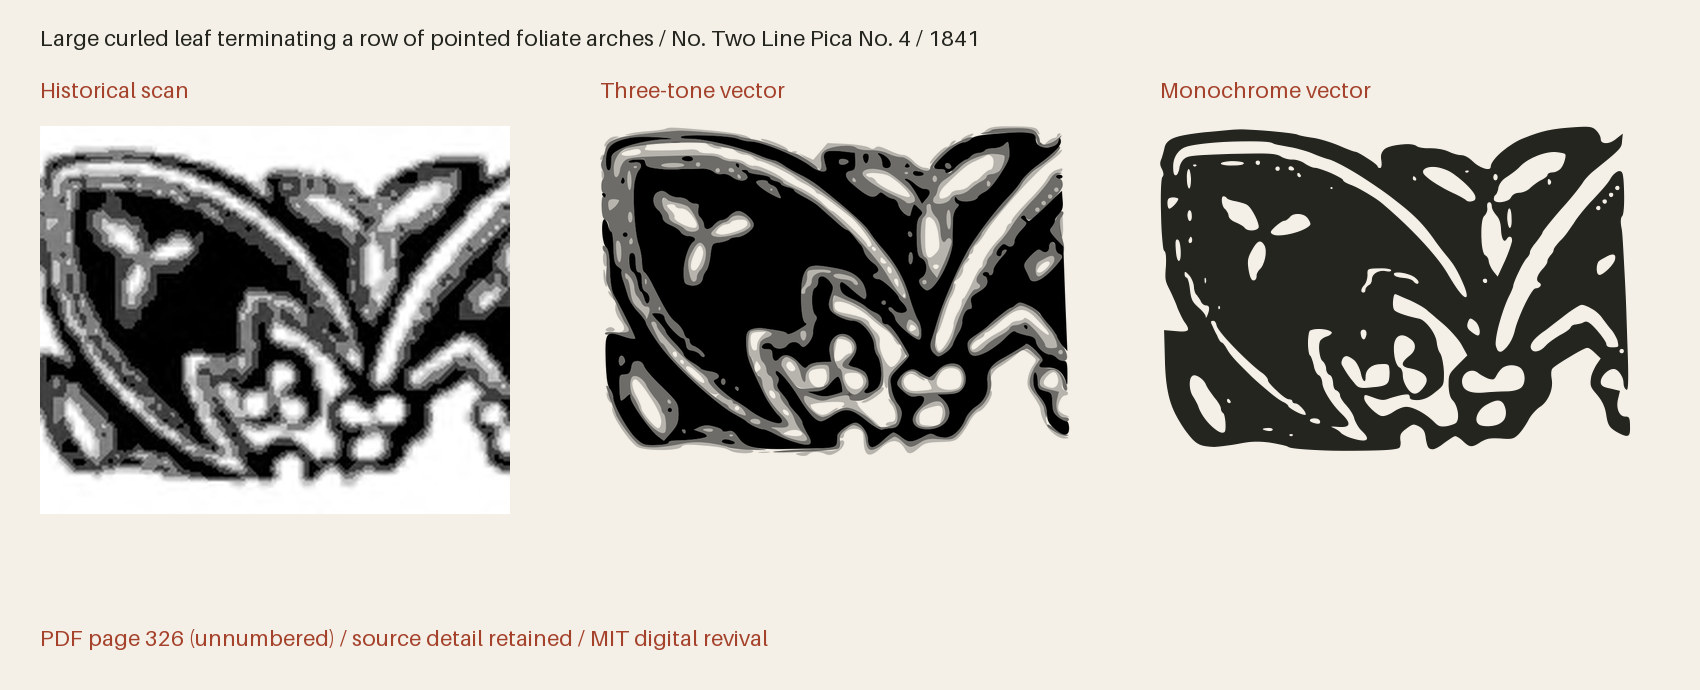 Large curled leaf terminating a row of pointed foliate arches / No. Two Line Pica No. 4 / 1841
Historical scan
Three-tone vector
Monochrome vector
PDF page 326 (unnumbered) / source detail retained / MIT digital revival